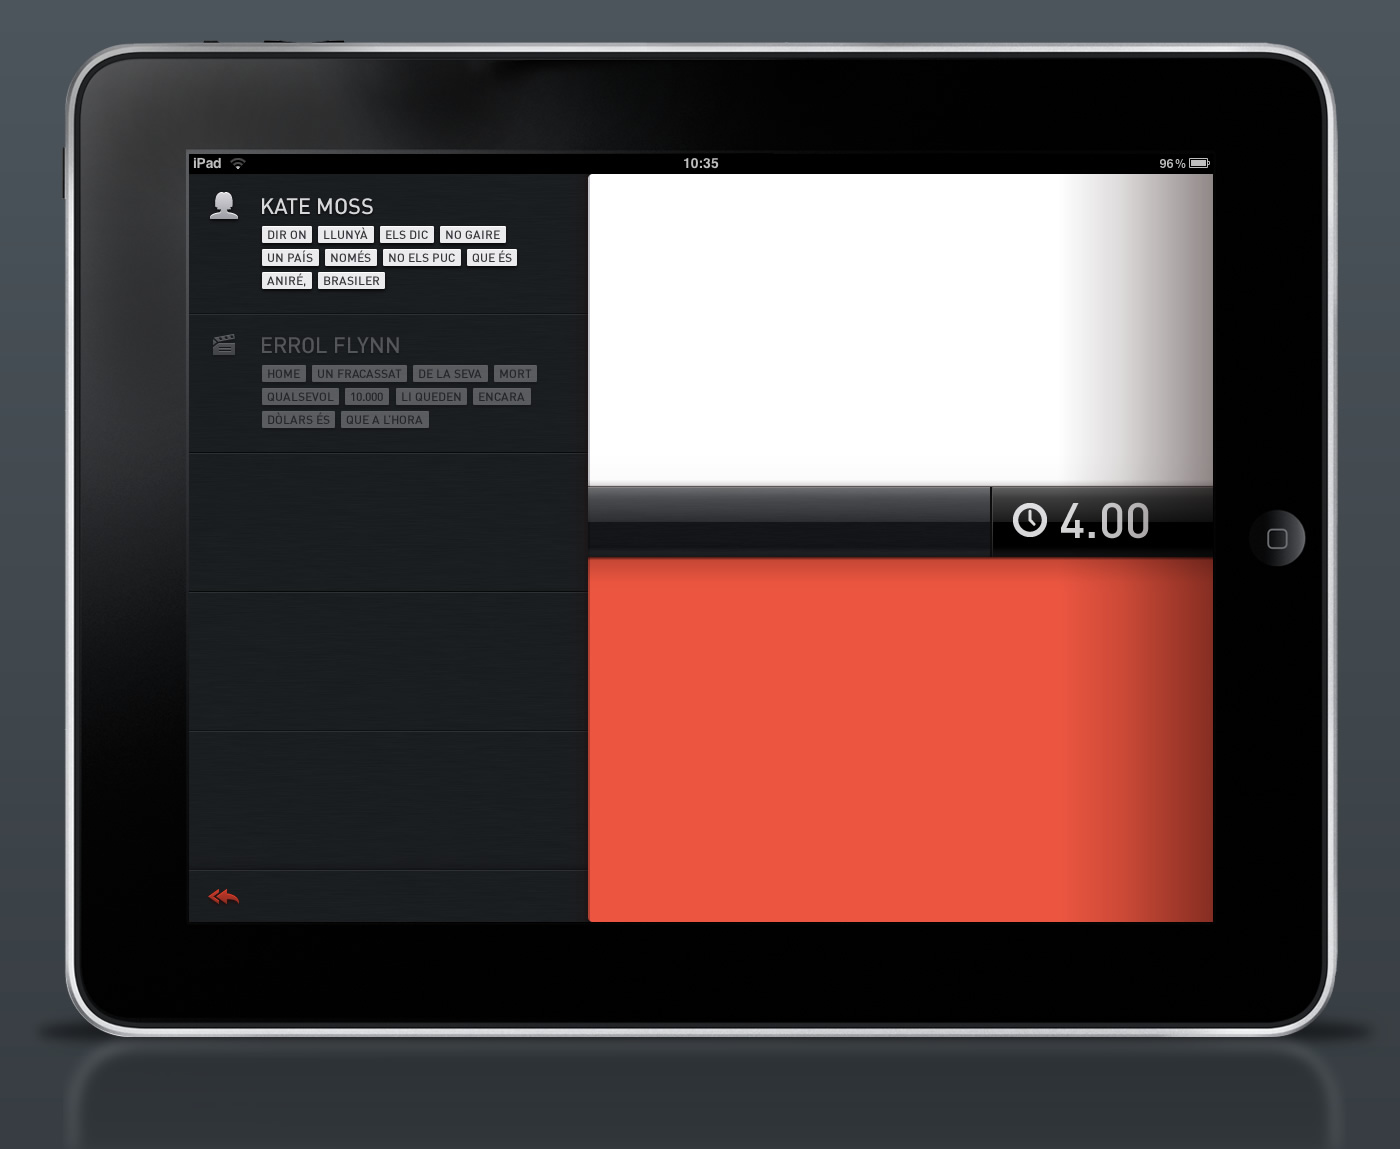 iPad 10:35 96%
KATE MOSS
DIR ON LLUNYÀ ELS DIC NO GAIRE
UN PAÍS NOMÉS NO ELS PUC QUE ÉS
ANIRÉ, BRASILER
ERROL FLYNN
HOME UN FRACASSAT DE LA SEVA MORT
QUALSEVOL 10.000 LI QUEDEN ENCARA
DÒLARS ÉS QUE A L'HORA
4.00